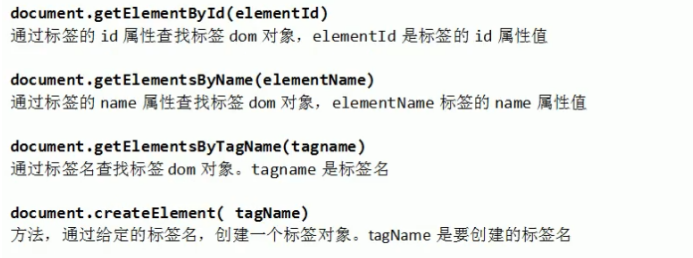 document.getElementById(elementId)
通过标签的 id 属性查找标签 dom 对象，elementId 是标签的 id 属性值
document.getElementsByName(elementName)
通过标签的 name 属性查找标签 dom 对象，elementName 标签的 name 属性值
document.getElementsByTagName(tagname)
通过标签名查找标签 dom 对象。tagname 是标签名
document.createElement( tagName)
方法，通过给定的标签名，创建一个标签对象。tagName 是要创建的标签名